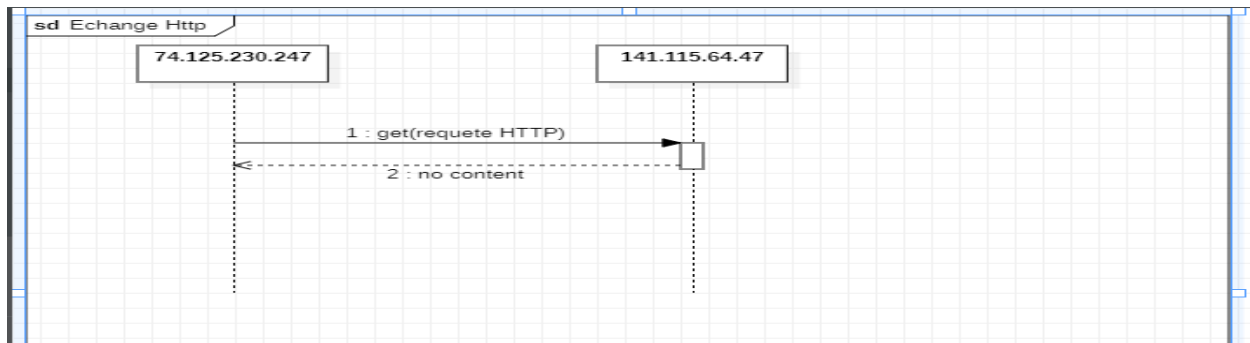 sd Echange Http
74.125.230.247
141.115.64.47
1 : get(requete HTTP)
2 : no content